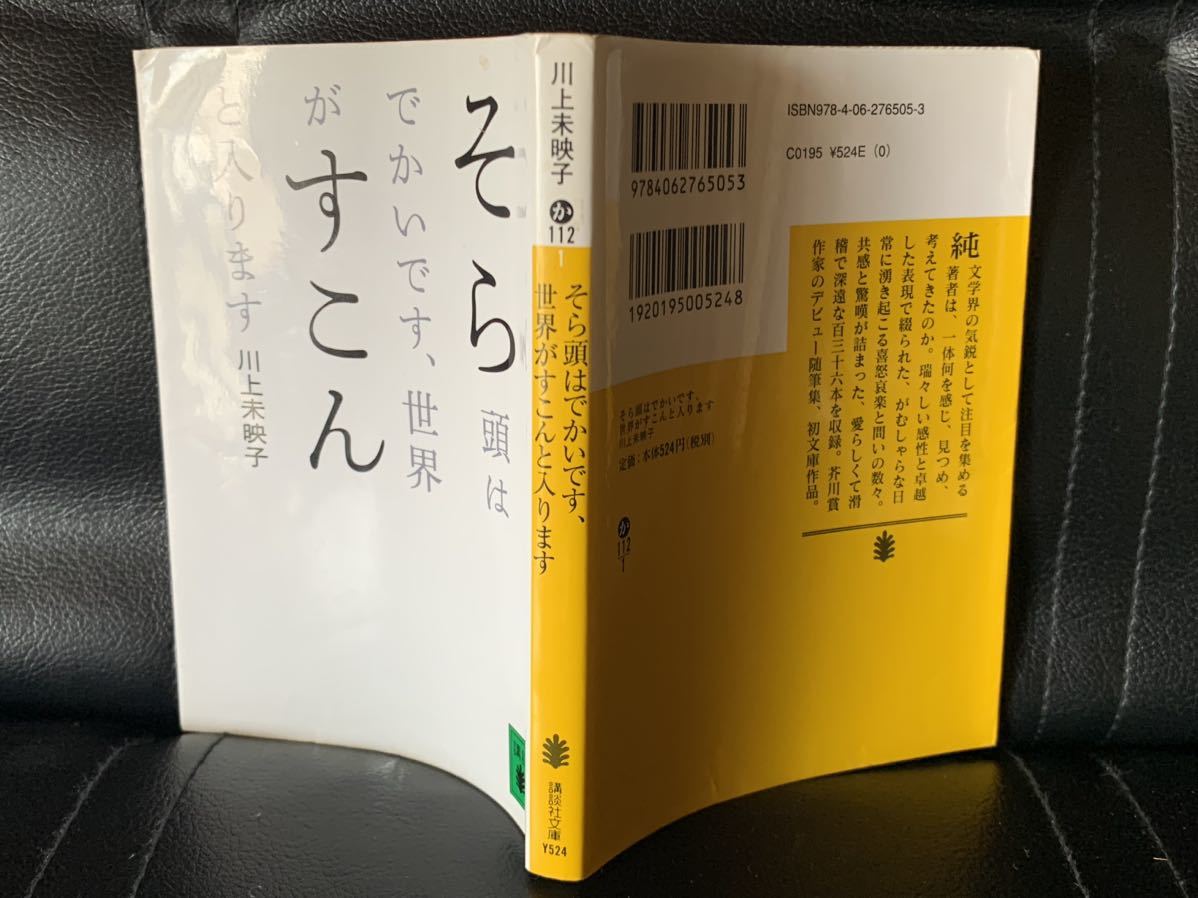 そら頭は
でかいです、世界
がすこん
と入ります
川上未映子
講
川上未映子
か
112
1
そら頭はでかいです、
世界がすこんと入ります
講談社文庫
Y524
9784062765053
1920195005248
ISBN978-4-06-276505-3
C0195 ¥524E (0)
純文学界の気鋭として注目を集める
著者は、一体何を感じ、見つめ、
考えてきたのか。瑞々しい感性と卓越
した表現で綴られた、がむしゃらな日
常に湧き起こる喜怒哀楽と問いの数々。
共感と驚嘆が詰まった、愛らしくて滑
稽で深遠な百三十六本を収録。芥川賞
作家のデビュー随筆集、初文庫作品。
そら頭はでかいです、
世界がすこんと入ります
川上未映子
定価：本体524円(税別)
か
112
1